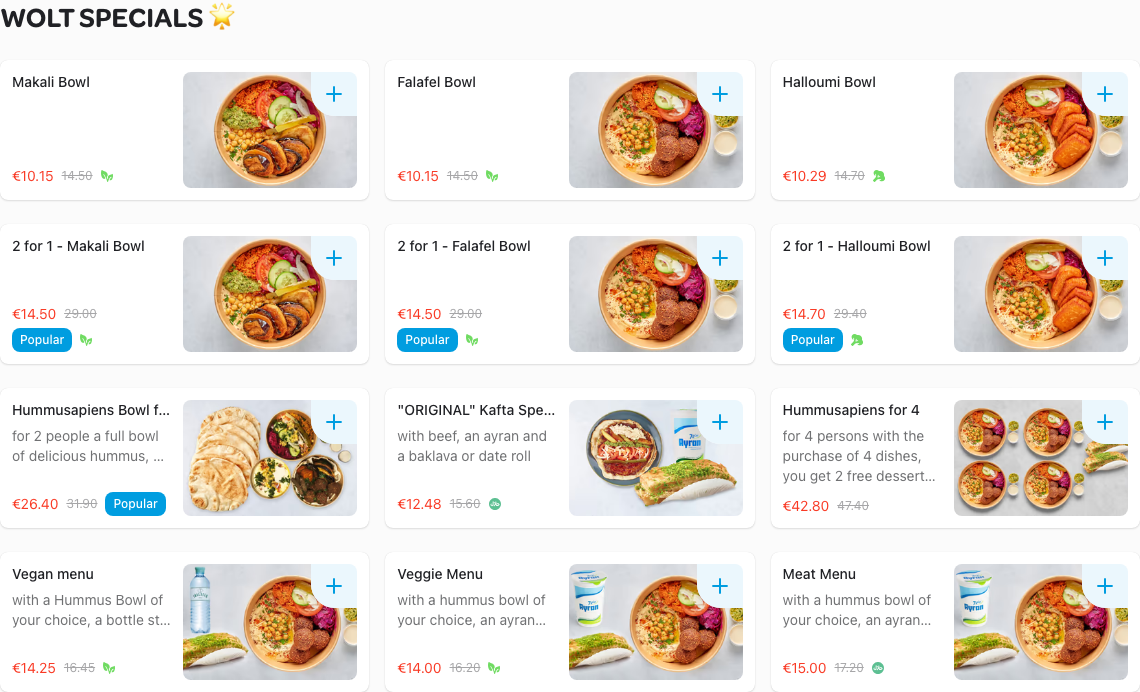 WOLT SPECIALS 🌟
Makali Bowl
€10.15 14.50
Falafel Bowl
€10.15 14.50
Halloumi Bowl
€10.29 14.70
2 for 1 - Makali Bowl
€14.50 29.00
Popular
2 for 1 - Falafel Bowl
€14.50 29.00
Popular
2 for 1 - Halloumi Bowl
€14.70 29.40
Popular
Hummusapiens Bowl f...
for 2 people a full bowl
of delicious hummus, ...
€26.40 31.90 Popular
"ORIGINAL" Kafta Spe...
with beef, an ayran and
a baklava or date roll
€12.48 15.60
Ayran
Hummusapiens for 4
for 4 persons with the
purchase of 4 dishes,
you get 2 free dessert...
€42.80 47.40
Vegan menu
with a Hummus Bowl of
your choice, a bottle st...
€14.25 16.45
Veggie Menu
with a hummus bowl of
your choice, an ayran...
€14.00 16.20
Ayran
Meat Menu
with a hummus bowl of
your choice, an ayran...
€15.00 17.20
Ayran